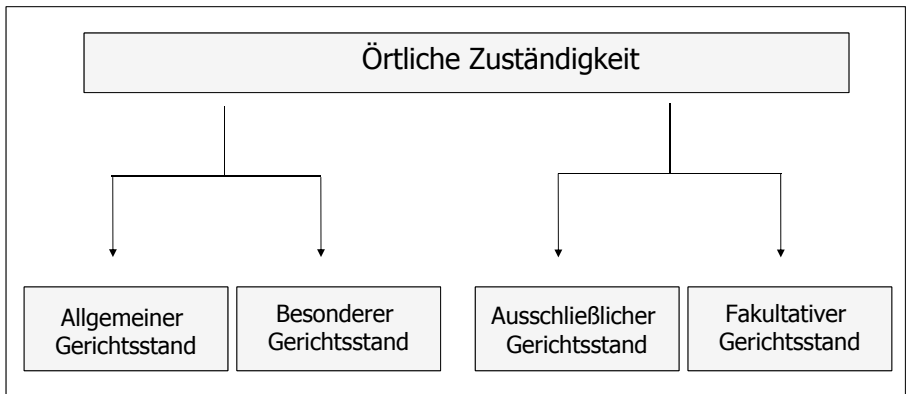 Örtliche Zuständigkeit
Allgemeiner
Gerichtsstand
Besonderer
Gerichtsstand
Ausschließlicher
Gerichtsstand
Fakultativer
Gerichtsstand